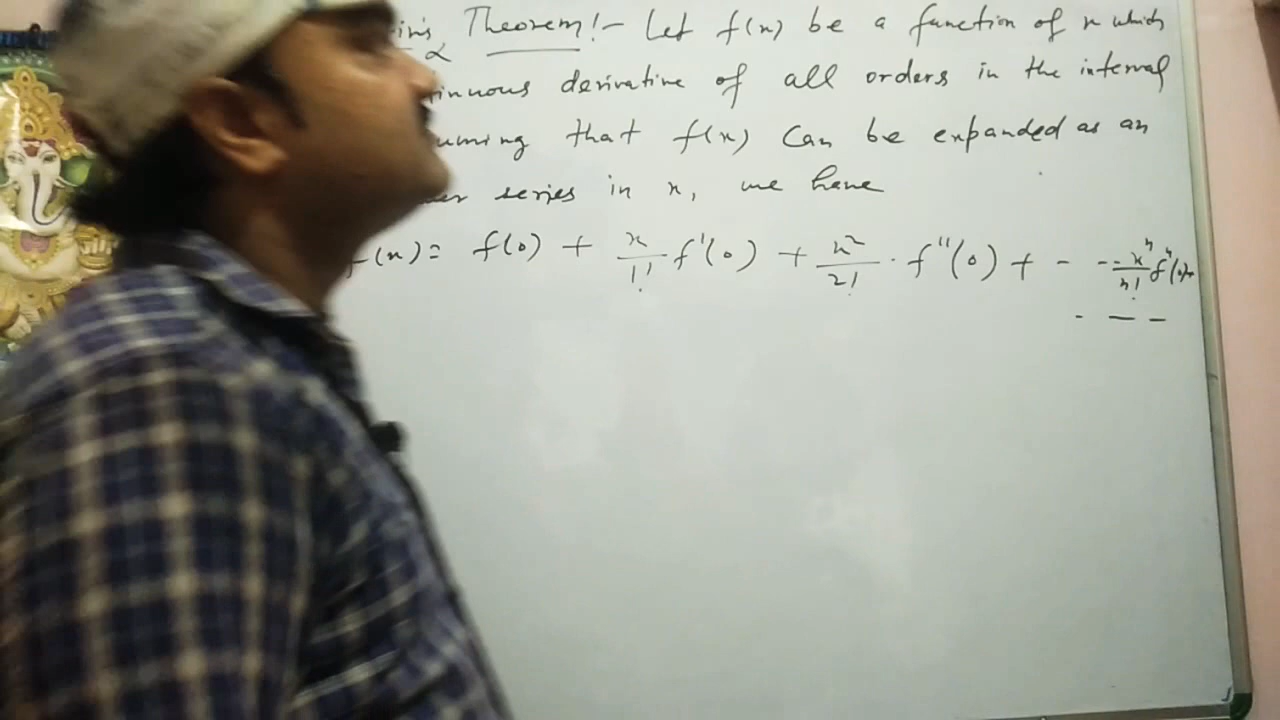 Theorem!- Let f(x) be a function of x which
derivative of all orders in the interval
that f(x) can be expanded as an
series in x, we have
f(x) = f(0) + x/1! f'(0) + x²/2! · f''(0) + - - - xⁿ/n! fⁿ(0)
- — —